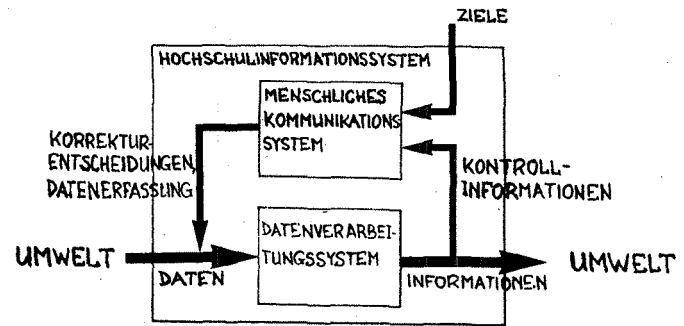 ZIELE
HOCHSCHULINFORMATIONSSYSTEM
MENSCHLICHES
KOMMUNIKATIONS
SYSTEM
KORREKTUR-
ENTSCHEIDUNGEN,
DATENERFASSUNG
KONTROLL-
INFORMATIONEN
UMWELT
DATEN
DATENVERARBEI-
TUNGSSYSTEM
INFORMATIONEN
UMWELT